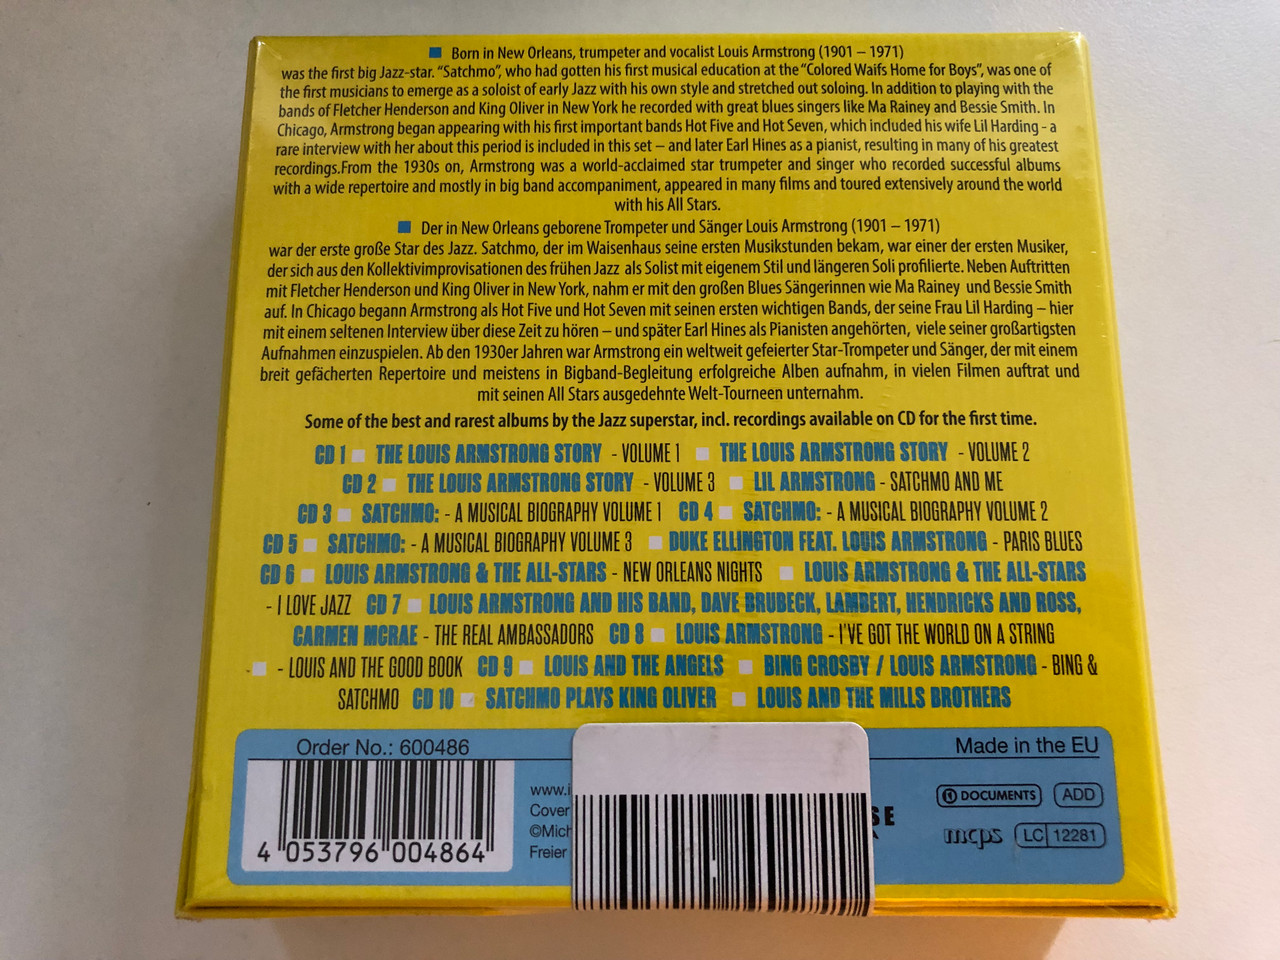 Born in New Orleans, trumpeter and vocalist Louis Armstrong (1901 – 1971)
was the first big Jazz-star. “Satchmo”, who had gotten his first musical education at the “Colored Waifs Home for Boys”, was one of
the first musicians to emerge as a soloist of early Jazz with his own style and stretched out soloing. In addition to playing with the
bands of Fletcher Henderson and King Oliver in New York he recorded with great blues singers like Ma Rainey and Bessie Smith. In
Chicago, Armstrong began appearing with his first important bands Hot Five and Hot Seven, which included his wife Lil Harding - a
rare interview with her about this period is included in this set – and later Earl Hines as a pianist, resulting in many of his greatest
recordings.From the 1930s on, Armstrong was a world-acclaimed star trumpeter and singer who recorded successful albums
with a wide repertoire and mostly in big band accompaniment, appeared in many films and toured extensively around the world
with his All Stars.
Der in New Orleans geborene Trompeter und Sänger Louis Armstrong (1901 – 1971)
war der erste große Star des Jazz. Satchmo, der im Waisenhaus seine ersten Musikstunden bekam, war einer der ersten Musiker,
der sich aus den Kollektivimprovisationen des frühen Jazz als Solist mit eigenem Stil und längeren Soli profilierte. Neben Auftritten
mit Fletcher Henderson und King Oliver in New York, nahm er mit den großen Blues Sängerinnen wie Ma Rainey und Bessie Smith
auf. In Chicago begann Armstrong als Hot Five und Hot Seven mit seinen ersten wichtigen Bands, der seine Frau Lil Harding – hier
mit einem seltenen Interview über diese Zeit zu hören – und später Earl Hines als Pianisten angehörten, viele seiner großartigsten
Aufnahmen einzuspielen. Ab den 1930er Jahren war Armstrong ein weltweit gefeierter Star-Trompeter und Sänger, der mit einem
breit gefächerten Repertoire und meistens in Bigband-Begleitung erfolgreiche Alben aufnahm, in vielen Filmen auftrat und
mit seinen All Stars ausgedehnte Welt-Tourneen unternahm.
Some of the best and rarest albums by the Jazz superstar, incl. recordings available on CD for the first time.
CD 1 THE LOUIS ARMSTRONG STORY - VOLUME 1 THE LOUIS ARMSTRONG STORY - VOLUME 2
CD 2 THE LOUIS ARMSTRONG STORY - VOLUME 3 LIL ARMSTRONG - SATCHMO AND ME
CD 3 SATCHMO: - A MUSICAL BIOGRAPHY VOLUME 1 CD 4 SATCHMO: - A MUSICAL BIOGRAPHY VOLUME 2
CD 5 SATCHMO: - A MUSICAL BIOGRAPHY VOLUME 3 DUKE ELLINGTON FEAT. LOUIS ARMSTRONG - PARIS BLUES
CD 6 LOUIS ARMSTRONG & THE ALL-STARS - NEW ORLEANS NIGHTS LOUIS ARMSTRONG & THE ALL-STARS
- I LOVE JAZZ CD 7 LOUIS ARMSTRONG AND HIS BAND, DAVE BRUBECK, LAMBERT, HENDRICKS AND ROSS,
CARMEN MCRAE - THE REAL AMBASSADORS CD 8 LOUIS ARMSTRONG - I'VE GOT THE WORLD ON A STRING
- - LOUIS AND THE GOOD BOOK CD 9 LOUIS AND THE ANGELS BING CROSBY / LOUIS ARMSTRONG - BING &
SATCHMO CD 10 SATCHMO PLAYS KING OLIVER LOUIS AND THE MILLS BROTHERS
Order No.: 600486
Made in the EU
4 053796 004864
Cover
Freier
DOCUMENTS ADD
mcps LC 12281